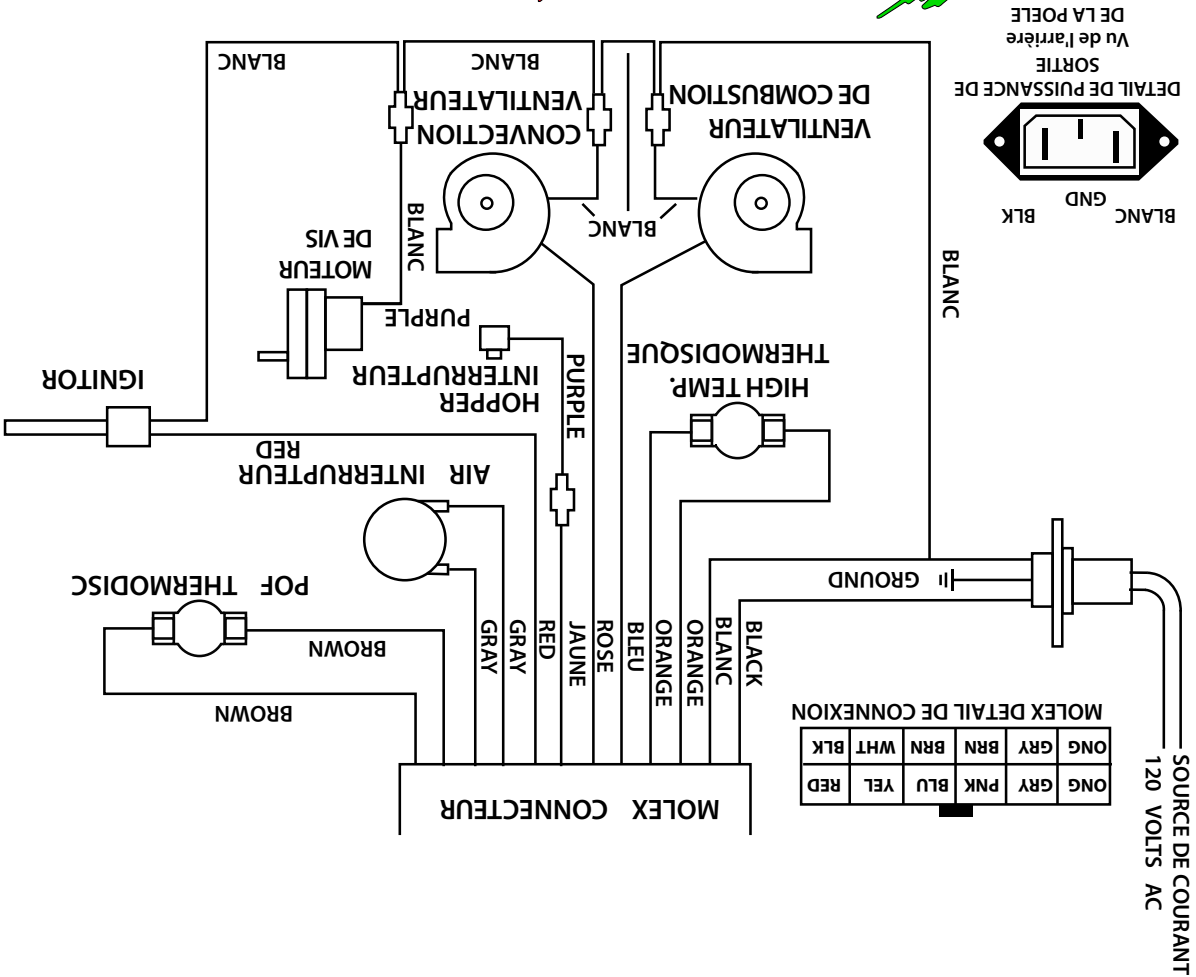 SOURCE DE COURANT
120 VOLTS AC
MOLEX CONNECTEUR
ONG GRY PNK BLU YEL RED
ONG GRY BRN BRN WHT BLK
MOLEX DETAIL DE CONNEXION
BLACK
BLANC
ORANGE
ORANGE
BLEU
ROSE
JAUNE
RED
GRAY
GRAY
BROWN
BROWN
POF THERMODISC
GROUND
AIR INTERRUPTEUR
RED
IGNITOR
HIGH TEMP.
THERMODISQUE
HOPPER
INTERRUPTEUR
PURPLE
PURPLE
MOTEUR
DE VIS
BLANC
BLANC
BLANC
VENTILATEUR
DE COMBUSTION
CONVECTION
VENTILATEUR
BLANC
BLANC
BLANC
GND
BLK
DETAIL DE PUISSANCE DE
SORTIE
Vu de l'arrière
DE LA POELE